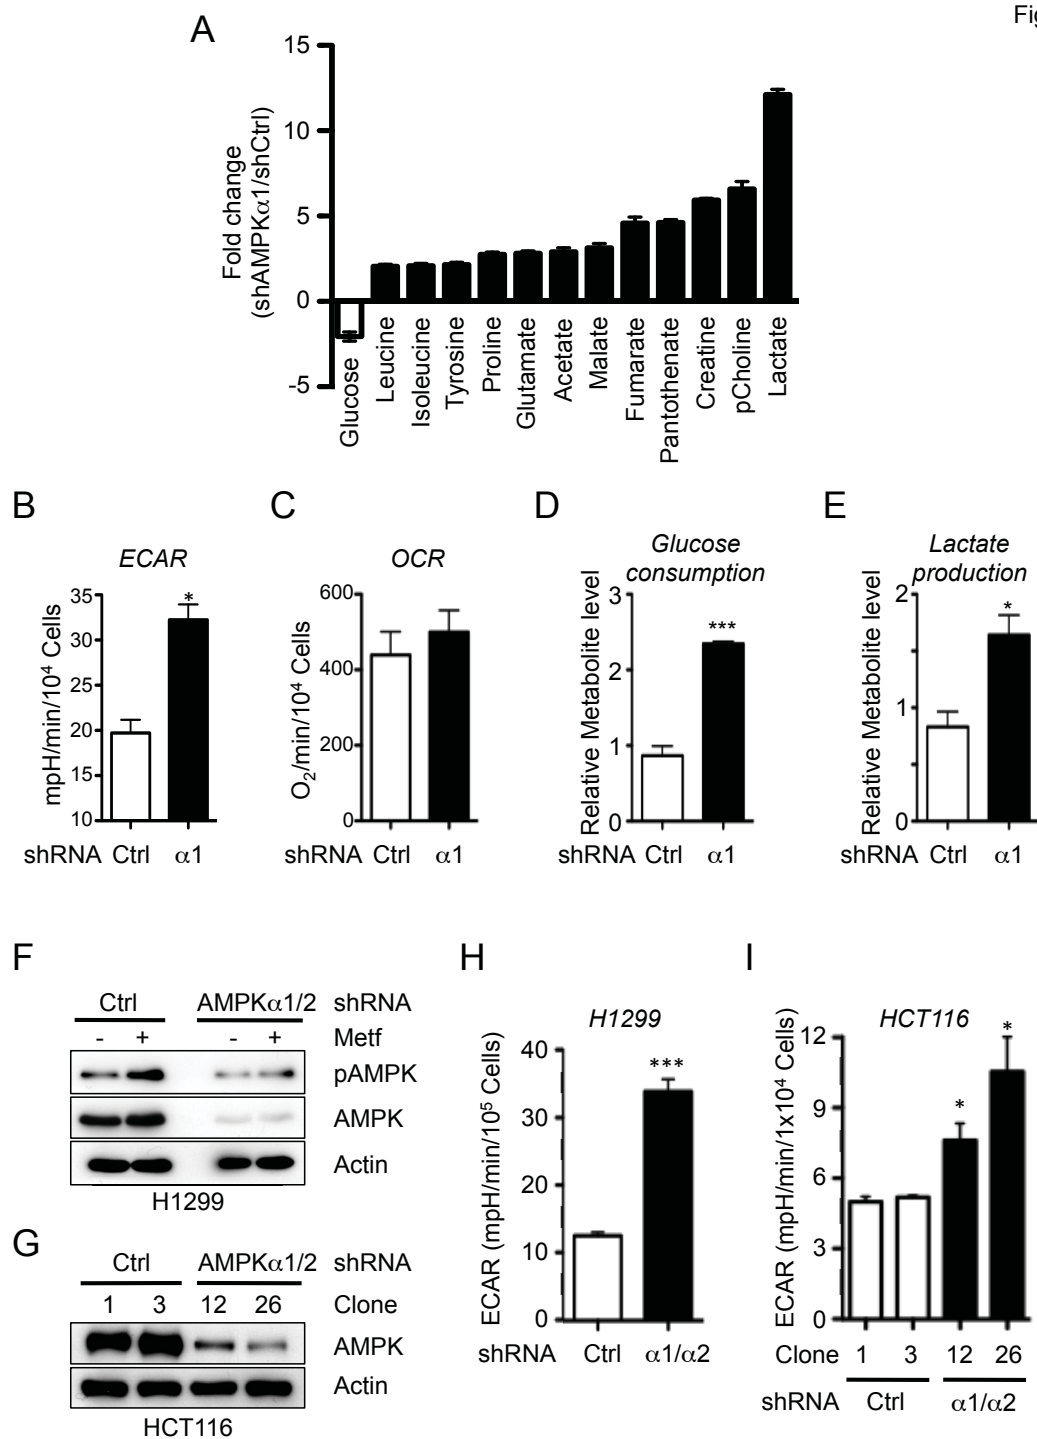 Fig
A
Fold change
(shAMPKα1/shCtrl)
15
10
5
0
-5
Glucose
Leucine
Isoleucine
Tyrosine
Proline
Glutamate
Acetate
Malate
Fumarate
Pantothenate
Creatine
pCholine
Lactate
B
ECAR
mpH/min/10⁴ Cells
35
30
25
20
15
10
*
shRNA Ctrl α1
C
OCR
O₂/min/10⁴ Cells
600
400
200
0
shRNA Ctrl α1
D
Glucose
consumption
Relative Metabolite level
3
2
1
0
***
shRNA Ctrl α1
E
Lactate
production
Relative Metabolite level
2
1
0
*
shRNA Ctrl α1
F
Ctrl AMPKα1/2 shRNA
- + - + Metf
pAMPK
AMPK
Actin
H1299
G
Ctrl AMPKα1/2 shRNA
1 3 12 26 Clone
AMPK
Actin
HCT116
H
H1299
ECAR (mpH/min/10⁵ Cells)
40
30
20
10
0
***
shRNA Ctrl α1/α2
I
HCT116
ECAR (mpH/min/1x10⁴ Cells)
12
9
6
3
0
*
*
Clone 1 3 12 26
shRNA Ctrl α1/α2